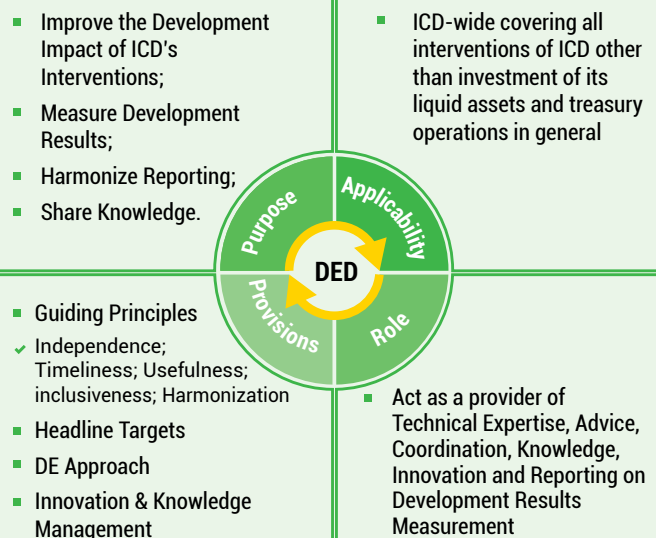 Improve the Development
Impact of ICD's
Interventions;
Measure Development
Results;
Harmonize Reporting;
Share Knowledge.
ICD-wide covering all
interventions of ICD other
than investment of its
liquid assets and treasury
operations in general
Purpose
Applicability
DED
Provisions
Role
Guiding Principles
Independence;
Timeliness; Usefulness;
inclusiveness; Harmonization
Headline Targets
DE Approach
Innovation & Knowledge
Management
Act as a provider of
Technical Expertise, Advice,
Coordination, Knowledge,
Innovation and Reporting on
Development Results
Measurement